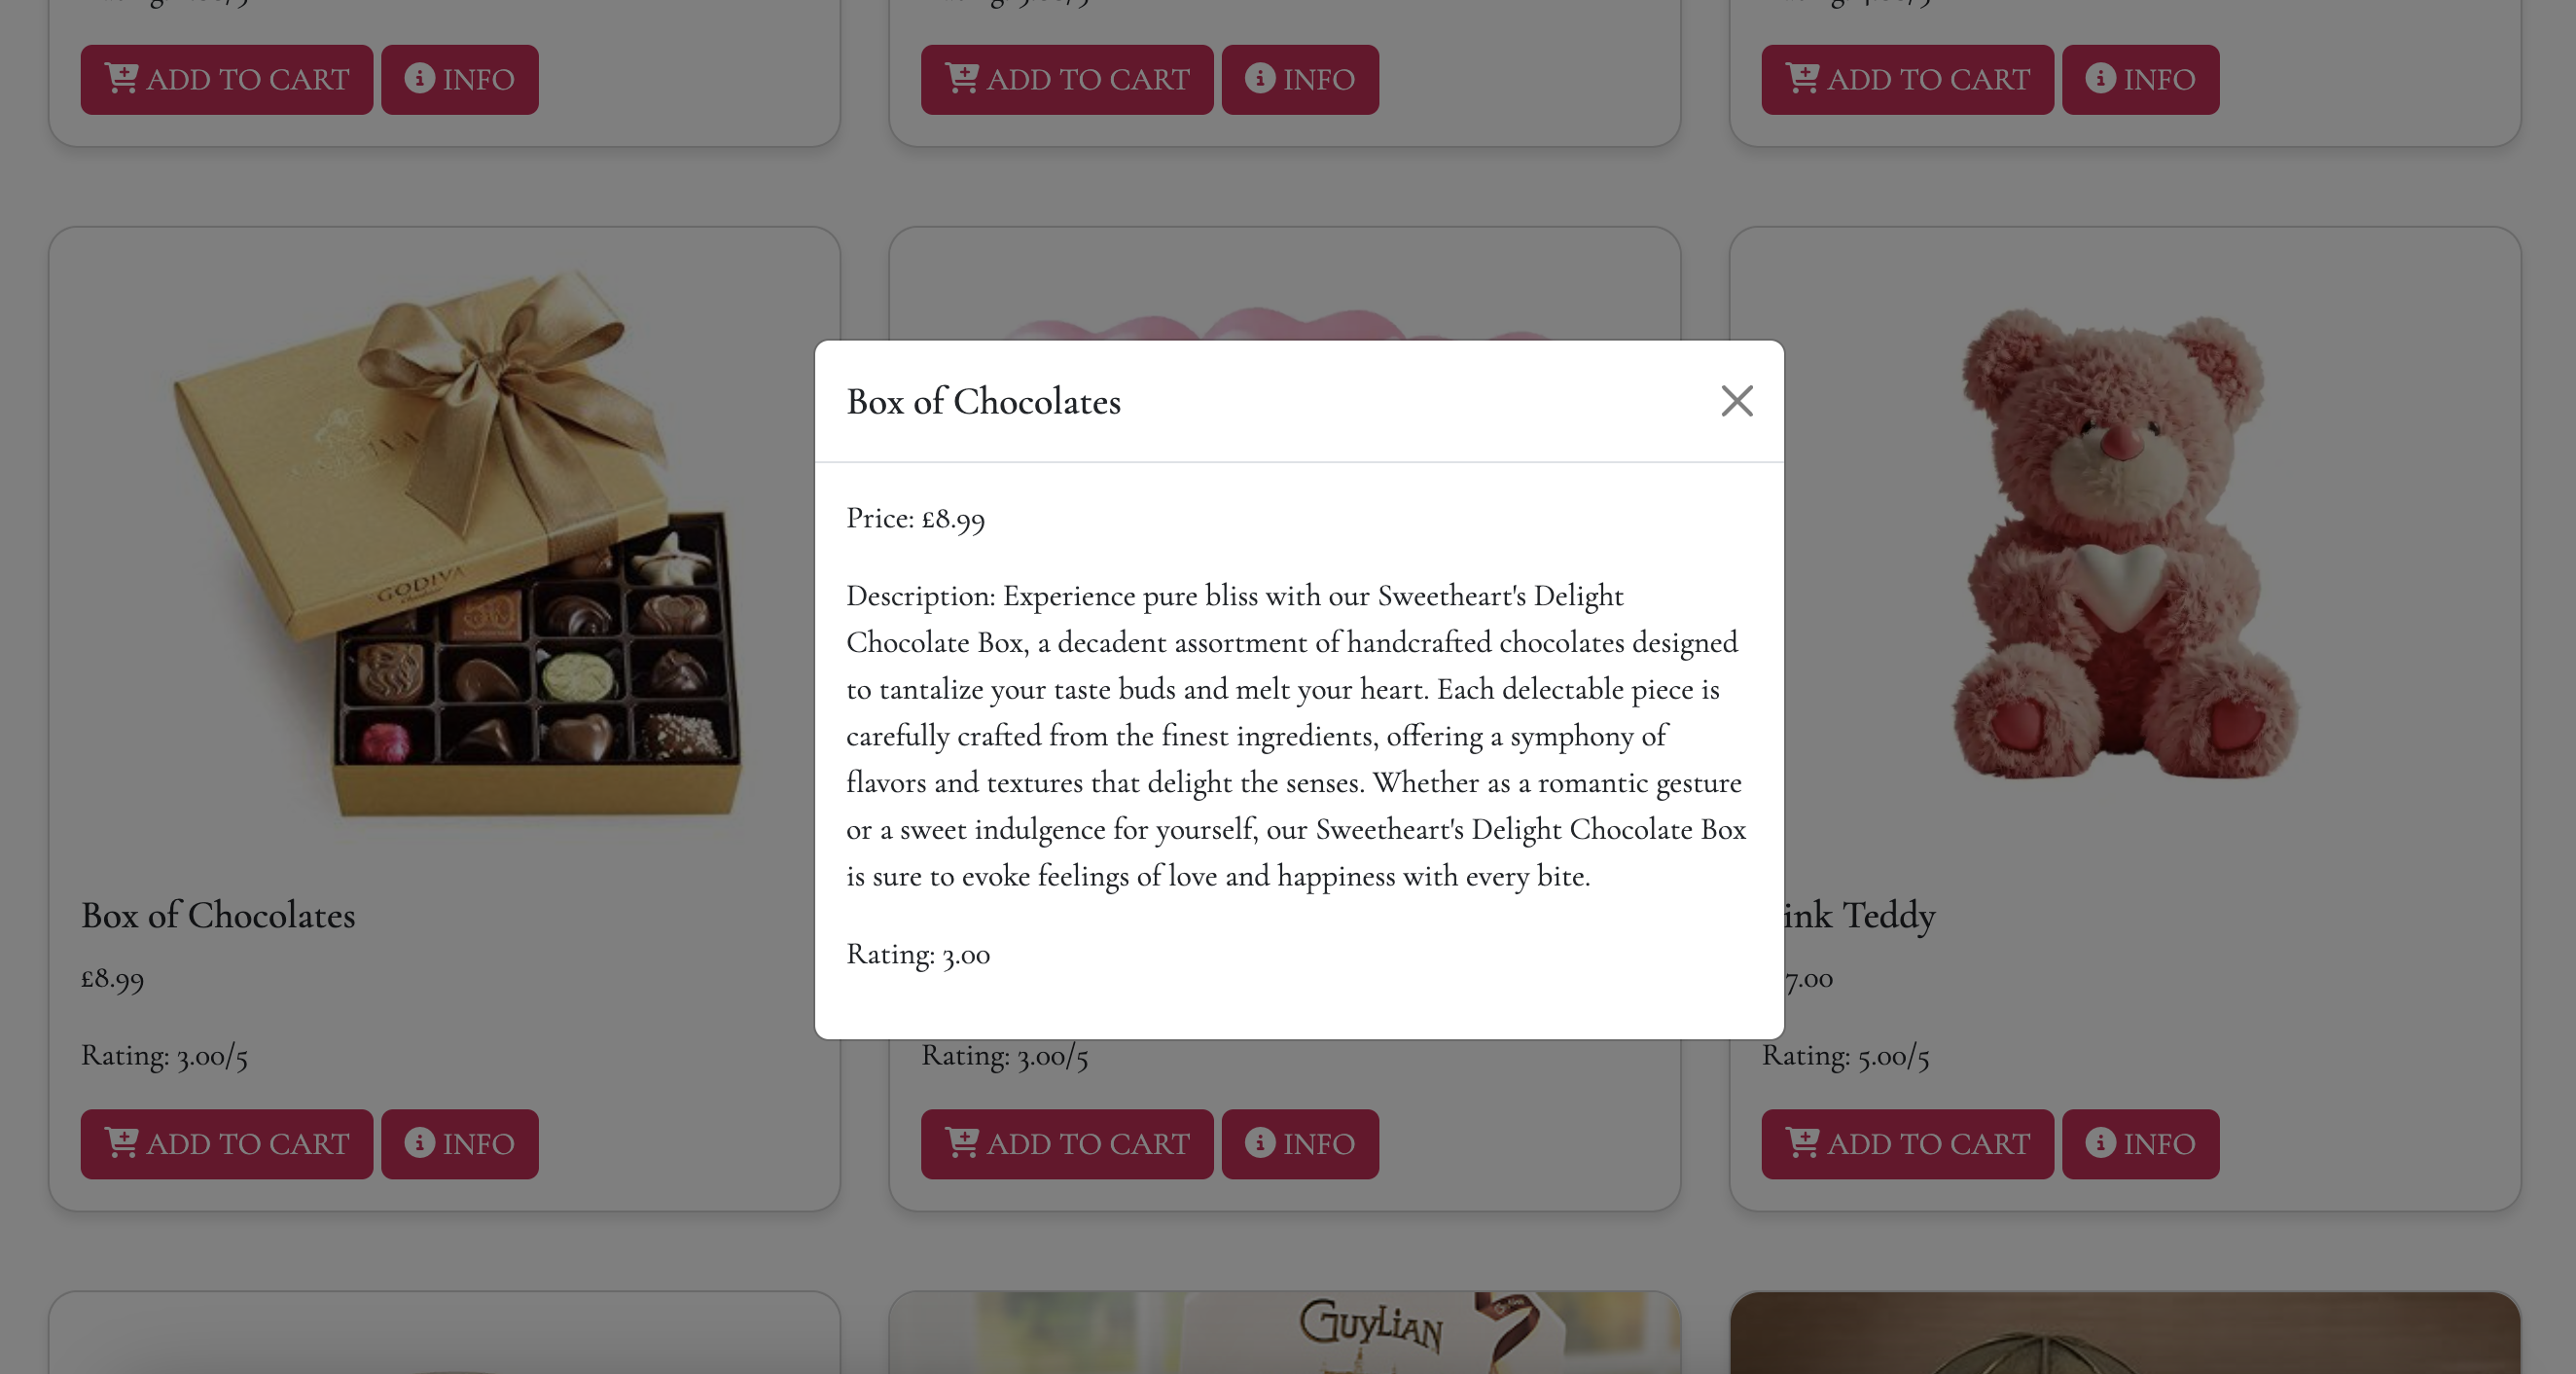 ADD TO CART INFO
ADD TO CART INFO
ADD TO CART INFO
Box of Chocolates
Price: £8.99
Description: Experience pure bliss with our Sweetheart's Delight
Chocolate Box, a decadent assortment of handcrafted chocolates designed
to tantalize your taste buds and melt your heart. Each delectable piece is
carefully crafted from the finest ingredients, offering a symphony of
flavors and textures that delight the senses. Whether as a romantic gesture
or a sweet indulgence for yourself, our Sweetheart's Delight Chocolate Box
is sure to evoke feelings of love and happiness with every bite.
Rating: 3.00
GODIVA
Box of Chocolates
£8.99
Rating: 3.00/5
ADD TO CART INFO
Rating: 3.00/5
ADD TO CART INFO
ink Teddy
7.00
Rating: 5.00/5
ADD TO CART INFO
GUYLIAN